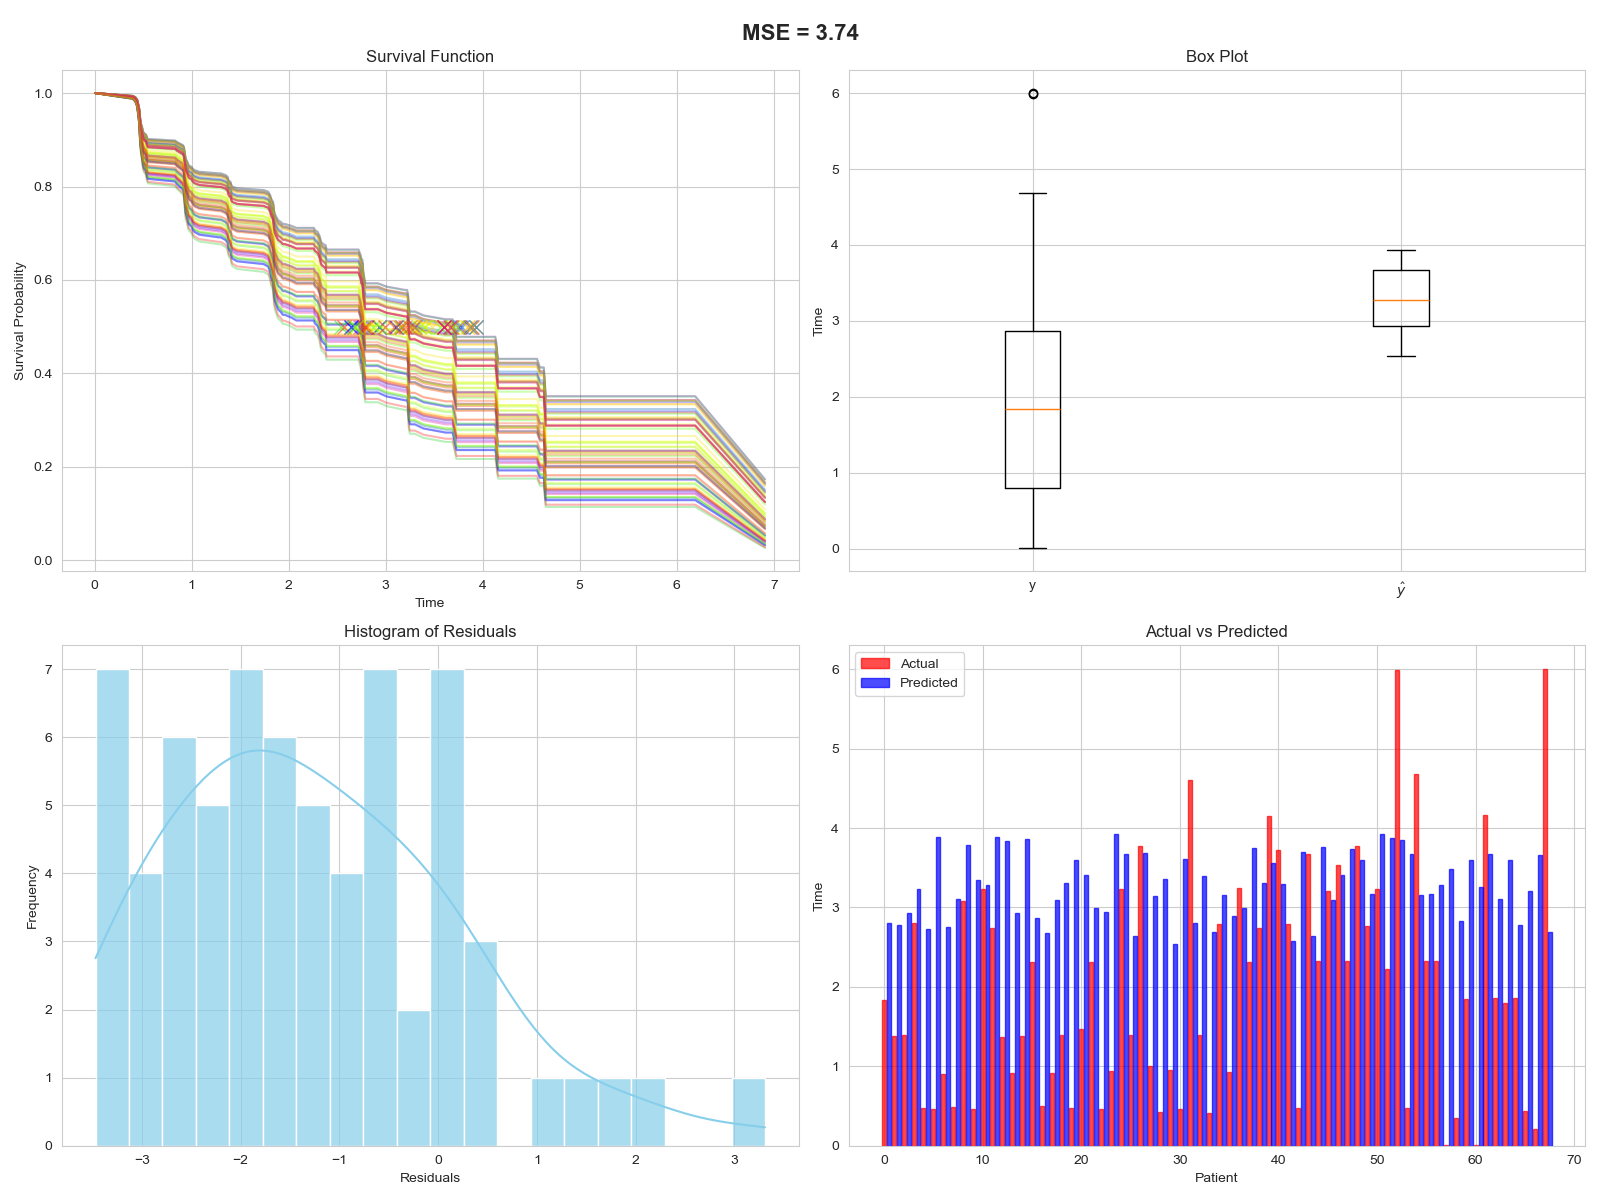 MSE = 3.74
Survival Function
Survival Probability
1.0
0.8
0.6
0.4
0.2
0.0
0 1 2 3 4 5 6 7
Time
Box Plot
Time
6
5
4
3
2
1
0
y ŷ
Histogram of Residuals
Frequency
7
6
5
4
3
2
1
0
−3 −2 −1 0 1 2 3
Residuals
Actual vs Predicted
Actual
Predicted
Time
6
5
4
3
2
1
0
0 10 20 30 40 50 60 70
Patient